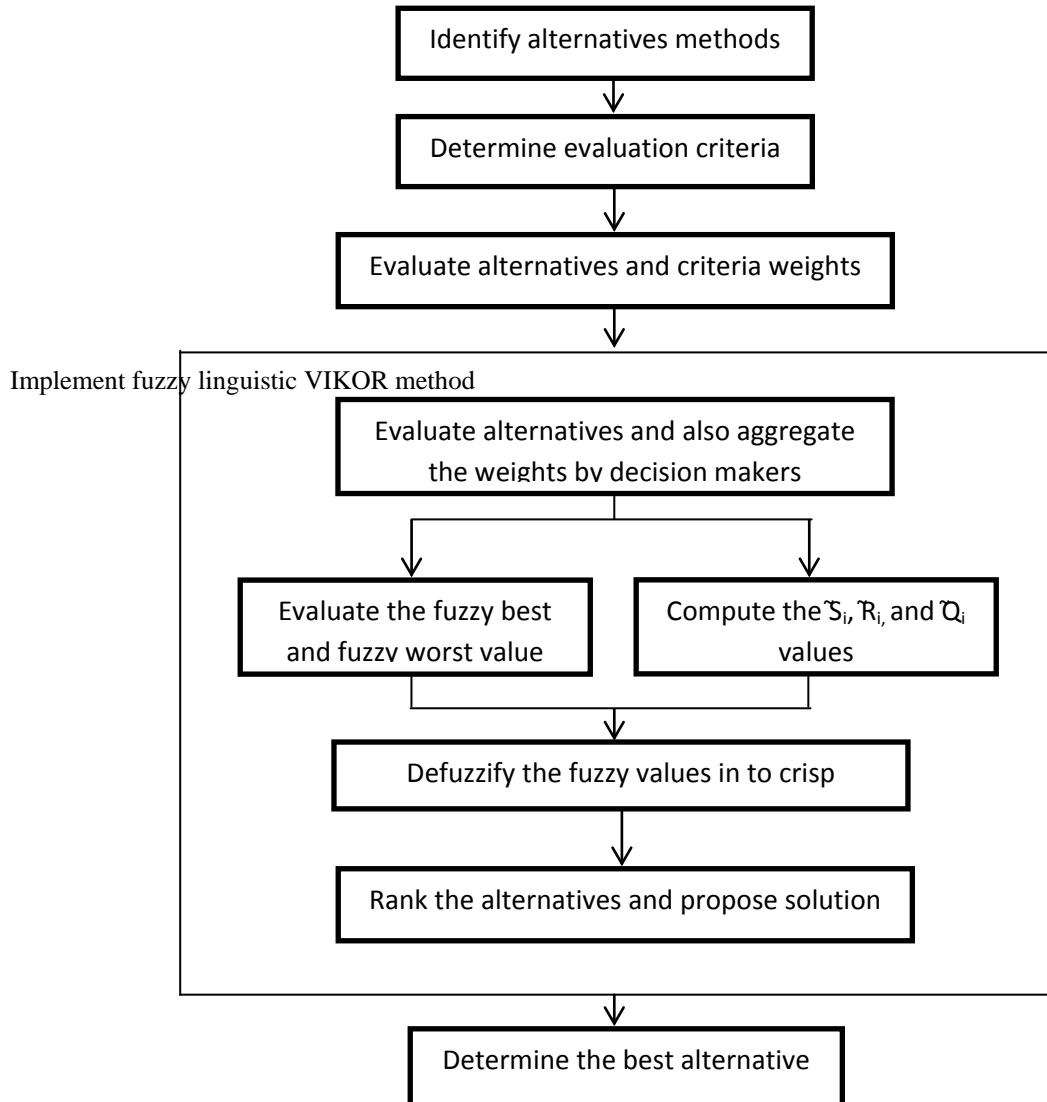 Identify alternatives methods
Determine evaluation criteria
Evaluate alternatives and criteria weights
Implement fuzzy linguistic VIKOR method
Evaluate alternatives and also aggregate
the weights by decision makers
Evaluate the fuzzy best
and fuzzy worst value
Compute the S̃ᵢ, R̃ᵢ, and Q̃ᵢ
values
Defuzzify the fuzzy values in to crisp
Rank the alternatives and propose solution
Determine the best alternative